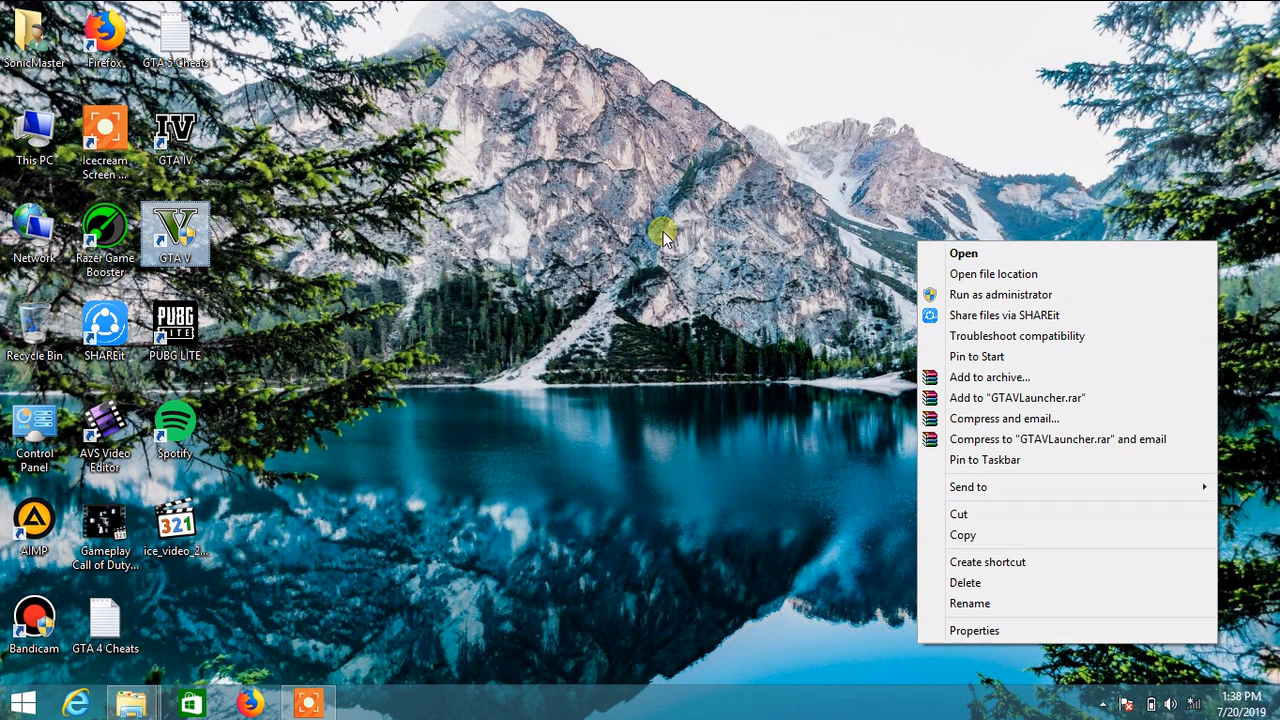 SonicMaster
Firefox
GTA 5 Cheats
This PC
Icecream
Screen ...
IV
GTA IV
Network
Razer Game
Booster
V
GTA V
Recycle Bin
SHAREit
PUBG
LITE
PUBG LITE
Control
Panel
AVS Video
Editor
Spotify
AIMP
Gameplay
Call of Duty...
321
ice_video_2...
Bandicam
GTA 4 Cheats
Open
Open file location
Run as administrator
Share files via SHAREit
Troubleshoot compatibility
Pin to Start
Add to archive...
Add to "GTAVLauncher.rar"
Compress and email...
Compress to "GTAVLauncher.rar" and email
Pin to Taskbar
Send to
Cut
Copy
Create shortcut
Delete
Rename
Properties
1:38 PM
7/20/2019